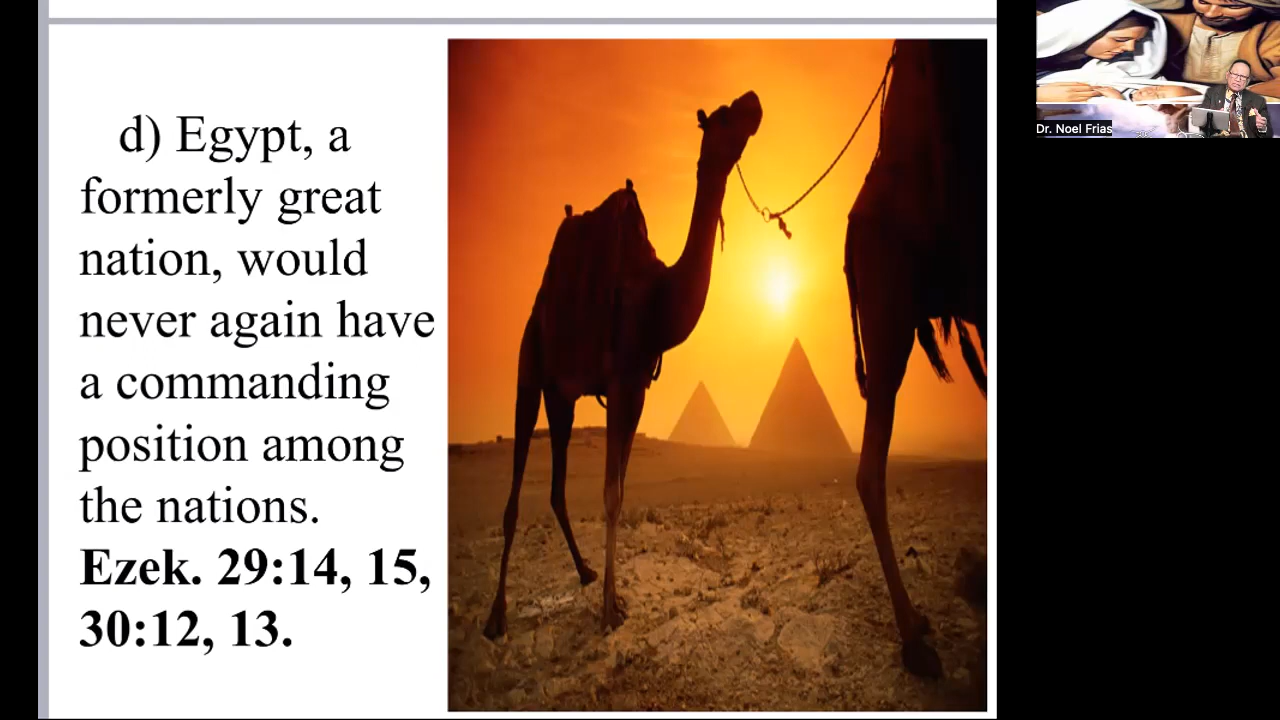 d) Egypt, a
formerly great
nation, would
never again have
a commanding
position among
the nations.
Ezek. 29:14, 15,
30:12, 13.
Dr. Noel Frias